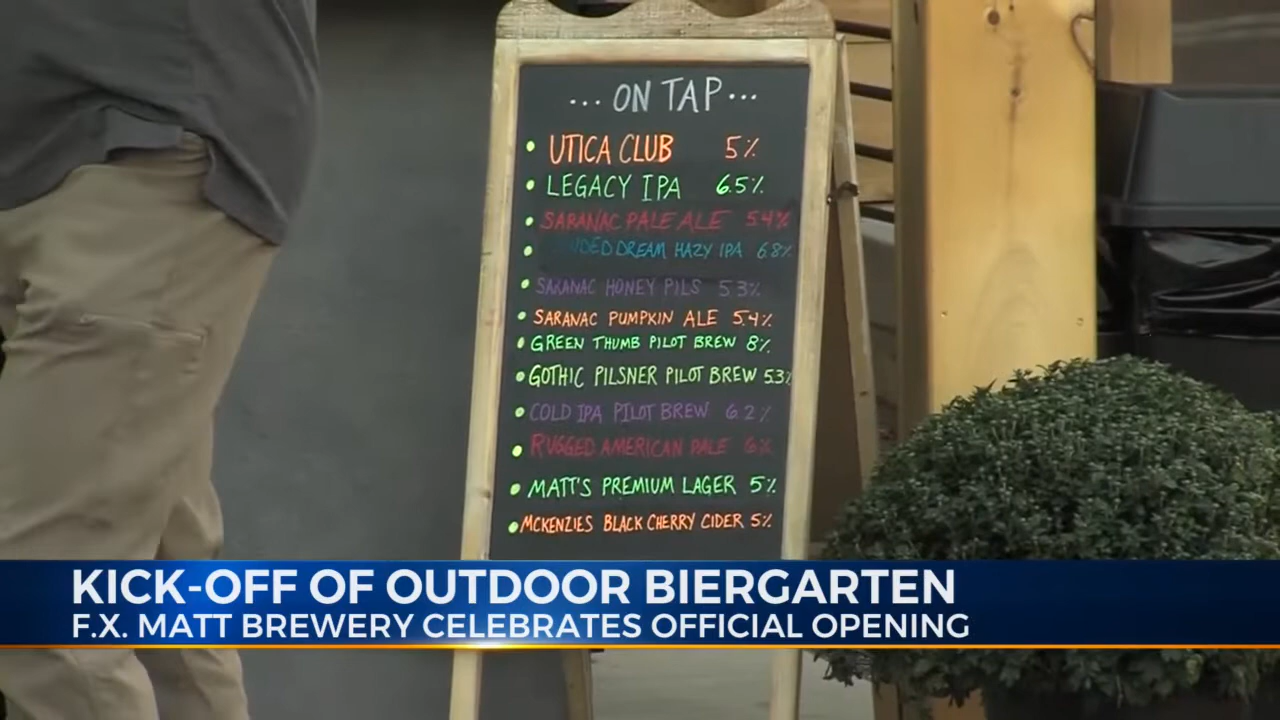 ... ON TAP...
• UTICA CLUB 5%
• LEGACY IPA 6.5%
• SARANAC PALE ALE 5.4%
• DREAM HAZY IPA 6.8%
• SARANAC HONEY PILS 5.3%
• SARANAC PUMPKIN ALE 5.4%
• GREEN THUMB PILOT BREW 8%
• GOTHIC PILSNER PILOT BREW 5.3%
• COLD IPA PILOT BREW 6.2%
• RUGGED AMERICAN PALE 6%
• MATT'S PREMIUM LAGER 5%
• MCKENZIES BLACK CHERRY CIDER 5%
KICK-OFF OF OUTDOOR BIERGARTEN
F.X. MATT BREWERY CELEBRATES OFFICIAL OPENING